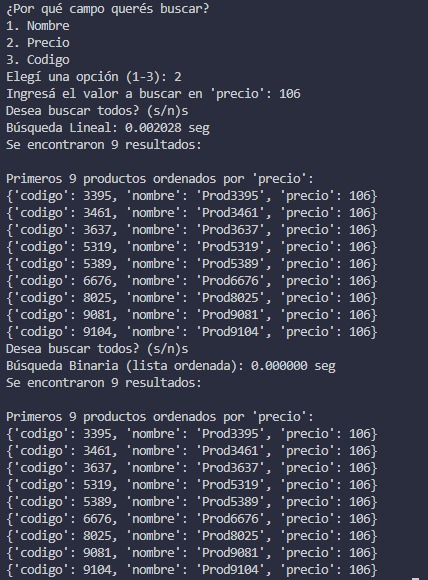 ¿Por qué campo querés buscar?
1. Nombre
2. Precio
3. Codigo
Elegí una opción (1-3): 2
Ingresá el valor a buscar en 'precio': 106
Desea buscar todos? (s/n)s
Búsqueda Lineal: 0.002028 seg
Se encontraron 9 resultados:

Primeros 9 productos ordenados por 'precio':
{'codigo': 3395, 'nombre': 'Prod3395', 'precio': 106}
{'codigo': 3461, 'nombre': 'Prod3461', 'precio': 106}
{'codigo': 3637, 'nombre': 'Prod3637', 'precio': 106}
{'codigo': 5319, 'nombre': 'Prod5319', 'precio': 106}
{'codigo': 5389, 'nombre': 'Prod5389', 'precio': 106}
{'codigo': 6676, 'nombre': 'Prod6676', 'precio': 106}
{'codigo': 8025, 'nombre': 'Prod8025', 'precio': 106}
{'codigo': 9081, 'nombre': 'Prod9081', 'precio': 106}
{'codigo': 9104, 'nombre': 'Prod9104', 'precio': 106}
Desea buscar todos? (s/n)s
Búsqueda Binaria (lista ordenada): 0.000000 seg
Se encontraron 9 resultados:

Primeros 9 productos ordenados por 'precio':
{'codigo': 3395, 'nombre': 'Prod3395', 'precio': 106}
{'codigo': 3461, 'nombre': 'Prod3461', 'precio': 106}
{'codigo': 3637, 'nombre': 'Prod3637', 'precio': 106}
{'codigo': 5319, 'nombre': 'Prod5319', 'precio': 106}
{'codigo': 5389, 'nombre': 'Prod5389', 'precio': 106}
{'codigo': 6676, 'nombre': 'Prod6676', 'precio': 106}
{'codigo': 8025, 'nombre': 'Prod8025', 'precio': 106}
{'codigo': 9081, 'nombre': 'Prod9081', 'precio': 106}
{'codigo': 9104, 'nombre': 'Prod9104', 'precio': 106}